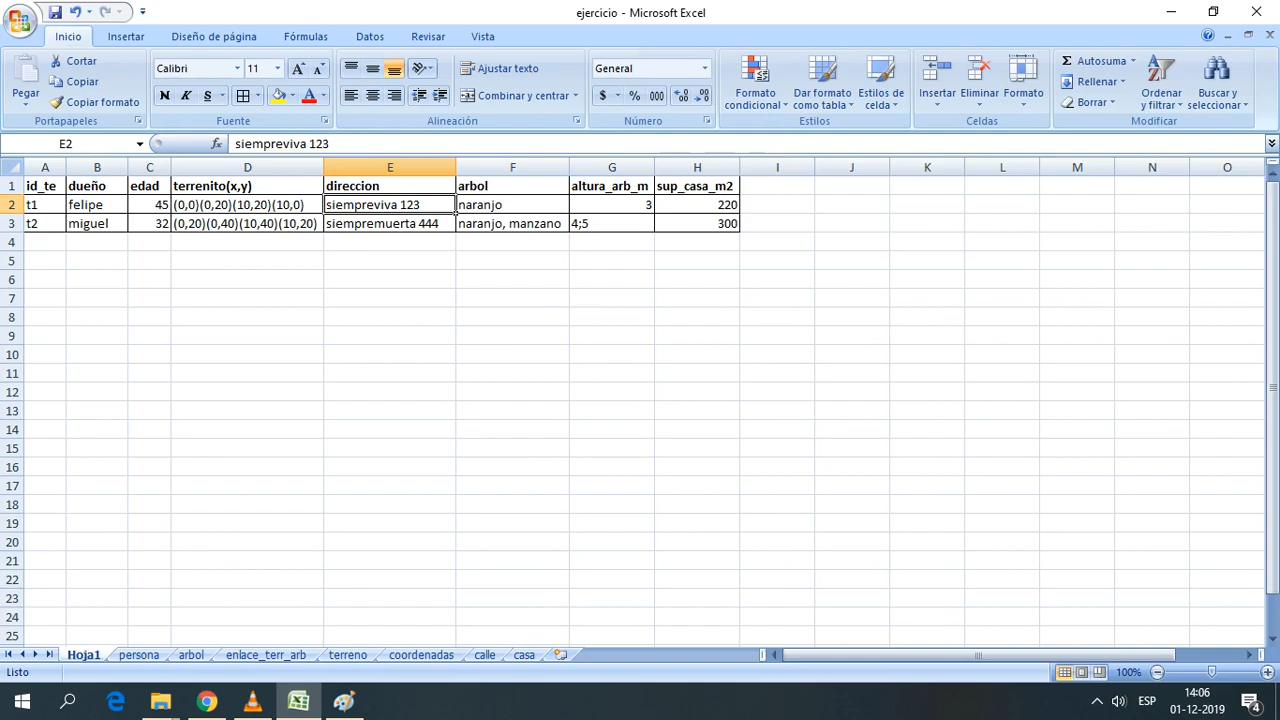 ejercicio - Microsoft Excel
Inicio Insertar Diseño de página Fórmulas Datos Revisar Vista
Pegar
Cortar
Copiar
Copiar formato
Portapapeles
Calibri 11
N K S
Fuente
Ajustar texto
Combinar y centrar
Alineación
General
$ % 000
Número
Formato condicional
Dar formato como tabla
Estilos de celda
Estilos
Insertar Eliminar Formato
Celdas
Autosuma
Rellenar
Borrar
Ordenar y filtrar
Buscar y seleccionar
Modificar
E2 fx siempreviva 123
A B C D E F G H I J K L M N O
1 id_te dueño edad terrenito(x,y) direccion arbol altura_arb_m sup_casa_m2
2 t1 felipe 45 (0,0)(0,20)(10,20)(10,0) siempreviva 123 naranjo 3 220
3 t2 miguel 32 (0,20)(0,40)(10,40)(10,20) siempremuerta 444 naranjo, manzano 4;5 300
4
5
6
7
8
9
10
11
12
13
14
15
16
17
18
19
20
21
22
23
24
25
Hoja1 persona arbol enlace_terr_arb terreno coordenadas calle casa
Listo 100%
ESP 14:06
01-12-2019 4